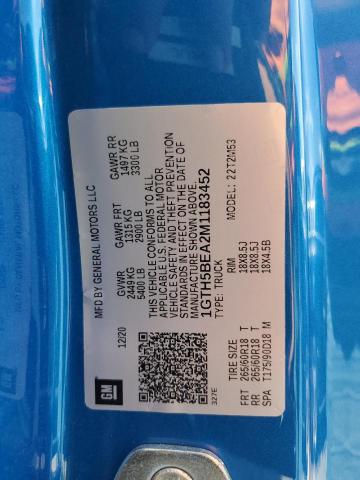 MFD BY GENERAL MOTORS LLC
GVWR GAWR FRT GAWR RR
2449 KG 1315 KG 1497 KG
5400 LB 2900 LB 3300 LB
12/20
THIS VEHICLE CONFORMS TO ALL
APPLICABLE U.S. FEDERAL MOTOR
VEHICLE SAFETY AND THEFT PREVENTION
STANDARDS IN EFFECT ON THE DATE OF
MANUFACTURE SHOWN ABOVE.
1GTH5BEA2M1183452
TYPE: TRUCK MODEL: 22T2M53
TIRE SIZE RIM
FRT 265/60R18 T 18X8.5J
RR 265/60R18 T 18X8.5J
SPA T175/90D18 M 18X4.5B
GM
327E